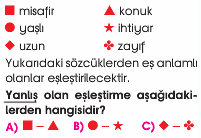 ■ misafir ▲ konuk
● yaşlı ★ ihtiyar
◆ uzun ✤ zayıf
Yukarıdaki sözcüklerden eş anlamlı
olanlar eşleştirilecektir.
Yanlış olan eşleştirme aşağıdaki-
lerden hangisidir?
A) ■ – ▲ B) ● – ★ C) ◆ – ✤